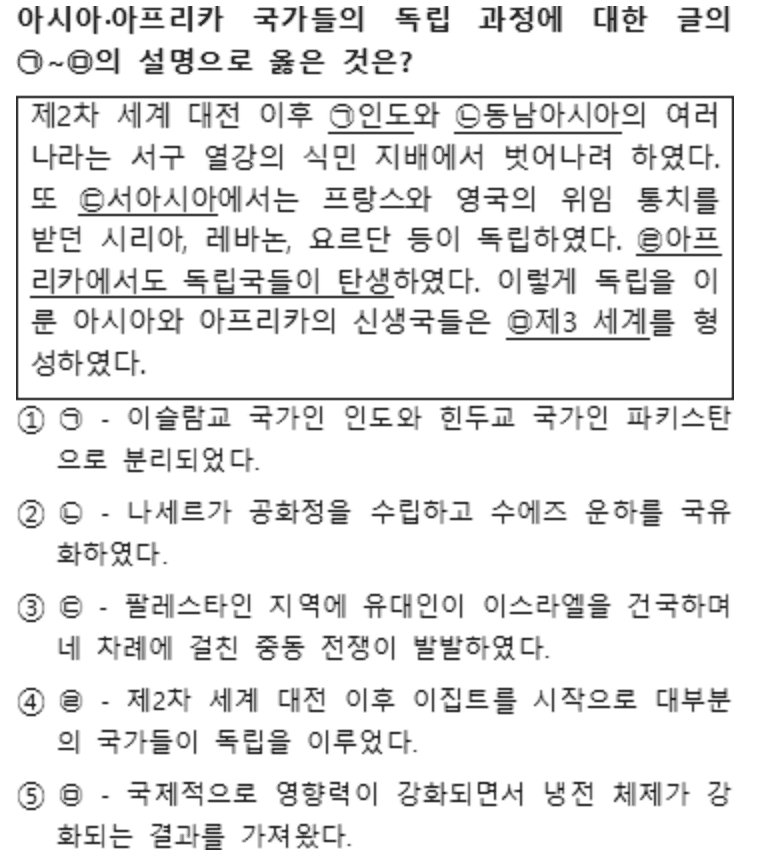 아시아·아프리카 국가들의 독립 과정에 대한 글의
㉠~㉤의 설명으로 옳은 것은?
제2차 세계 대전 이후 ㉠인도와 ㉡동남아시아의 여러
나라는 서구 열강의 식민 지배에서 벗어나려 하였다.
또 ㉢서아시아에서는 프랑스와 영국의 위임 통치를
받던 시리아, 레바논, 요르단 등이 독립하였다. ㉣아프
리카에서도 독립국들이 탄생하였다. 이렇게 독립을 이
룬 아시아와 아프리카의 신생국들은 ㉤제3 세계를 형
성하였다.
① ㉠ - 이슬람교 국가인 인도와 힌두교 국가인 파키스탄
으로 분리되었다.
② ㉡ - 나세르가 공화정을 수립하고 수에즈 운하를 국유
화하였다.
③ ㉢ - 팔레스타인 지역에 유대인이 이스라엘을 건국하며
네 차례에 걸친 중동 전쟁이 발발하였다.
④ ㉣ - 제2차 세계 대전 이후 이집트를 시작으로 대부분
의 국가들이 독립을 이루었다.
⑤ ㉤ - 국제적으로 영향력이 강화되면서 냉전 체제가 강
화되는 결과를 가져왔다.